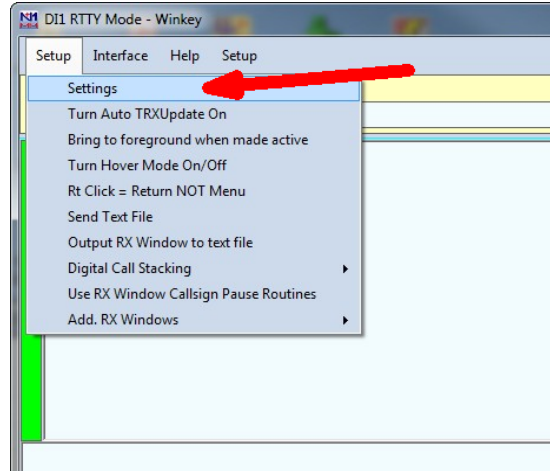 N1 MM DI1 RTTY Mode - Winkey
Setup Interface Help Setup
Settings
Turn Auto TRXUpdate On
Bring to foreground when made active
Turn Hover Mode On/Off
Rt Click = Return NOT Menu
Send Text File
Output RX Window to text file
Digital Call Stacking
Use RX Window Callsign Pause Routines
Add. RX Windows